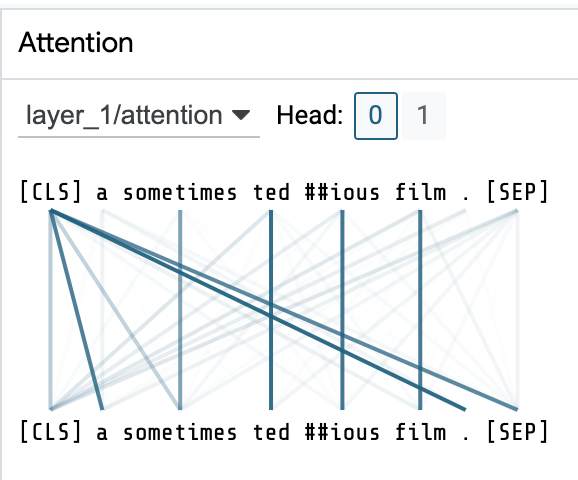 Attention
layer_1/attention Head: 0 1
[CLS] a sometimes ted ##ious film . [SEP]
[CLS] a sometimes ted ##ious film . [SEP]